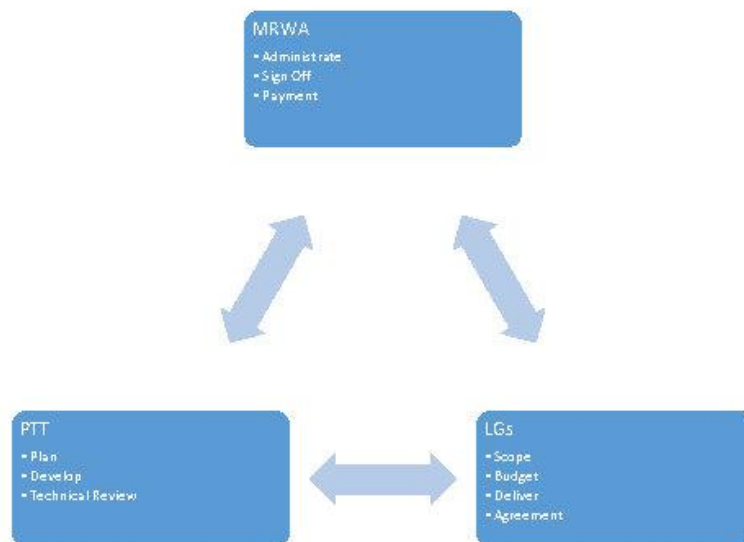 MRWA
• Administrate
• Sign Off
• Payment
PTT
• Plan
• Develop
• Technical Review
LGs
• Scope
• Budget
• Deliver
• Agreement